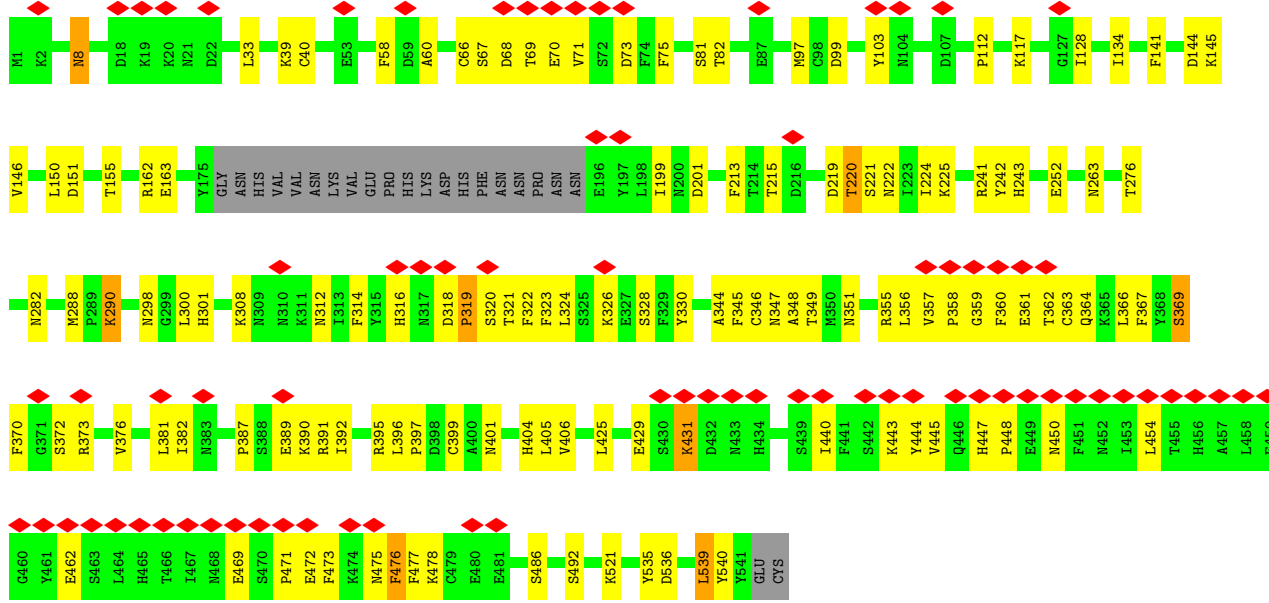 M1 K2 N8 D18 K19 K20 N21 D22 L33 K39 C40 E53 F58 D59 A60 C66 S67 D68 T69 E70 V71 S72 D73 F74 F75 S81 T82 E87 M97 C98 D99 Y103 N104 D107 P112 K117 G127 I128 I134 F141 D144 K145
V146 L150 D151 T155 R162 E163 Y175 GLY ASN HIS VAL VAL ASN LYS VAL GLU PRO HIS LYS ASP HIS PHE ASN ASN PRO ASN ASN E196 Y197 L198 I199 N200 D201 F213 T214 T215 D216 D219 T220 S221 N222 I223 I224 K225 R241 Y242 H243 E252 N263 T276
N282 M288 P289 K290 N298 G299 L300 H301 K308 N309 N310 K311 N312 I313 F314 Y315 H316 N317 D318 P319 S320 T321 F322 F323 L324 S325 K326 E327 S328 F329 Y330 A344 F345 C346 N347 A348 T349 M350 N351 R355 L356 V357 P358 G359 F360 E361 T362 C363 Q364 K365 L366 F367 Y368 S369
F370 G371 S372 R373 V376 L381 I382 N383 P387 S388 E389 K390 R391 I392 R395 L396 P397 D398 C399 A400 N401 H404 L405 V406 L425 E429 S430 K431 D432 N433 H434 S439 I440 F441 S442 K443 Y444 V445 Q446 H447 P448 E449 N450 F451 N452 I453 L454 T455 H456 A457 L458
G460 Y461 E462 S463 L464 H465 T466 I467 N468 E469 S470 P471 E472 F473 K474 N475 F476 F477 K478 C479 E480 E481 S486 S492 K521 Y535 D536 L539 Y540 Y541 GLU CYS